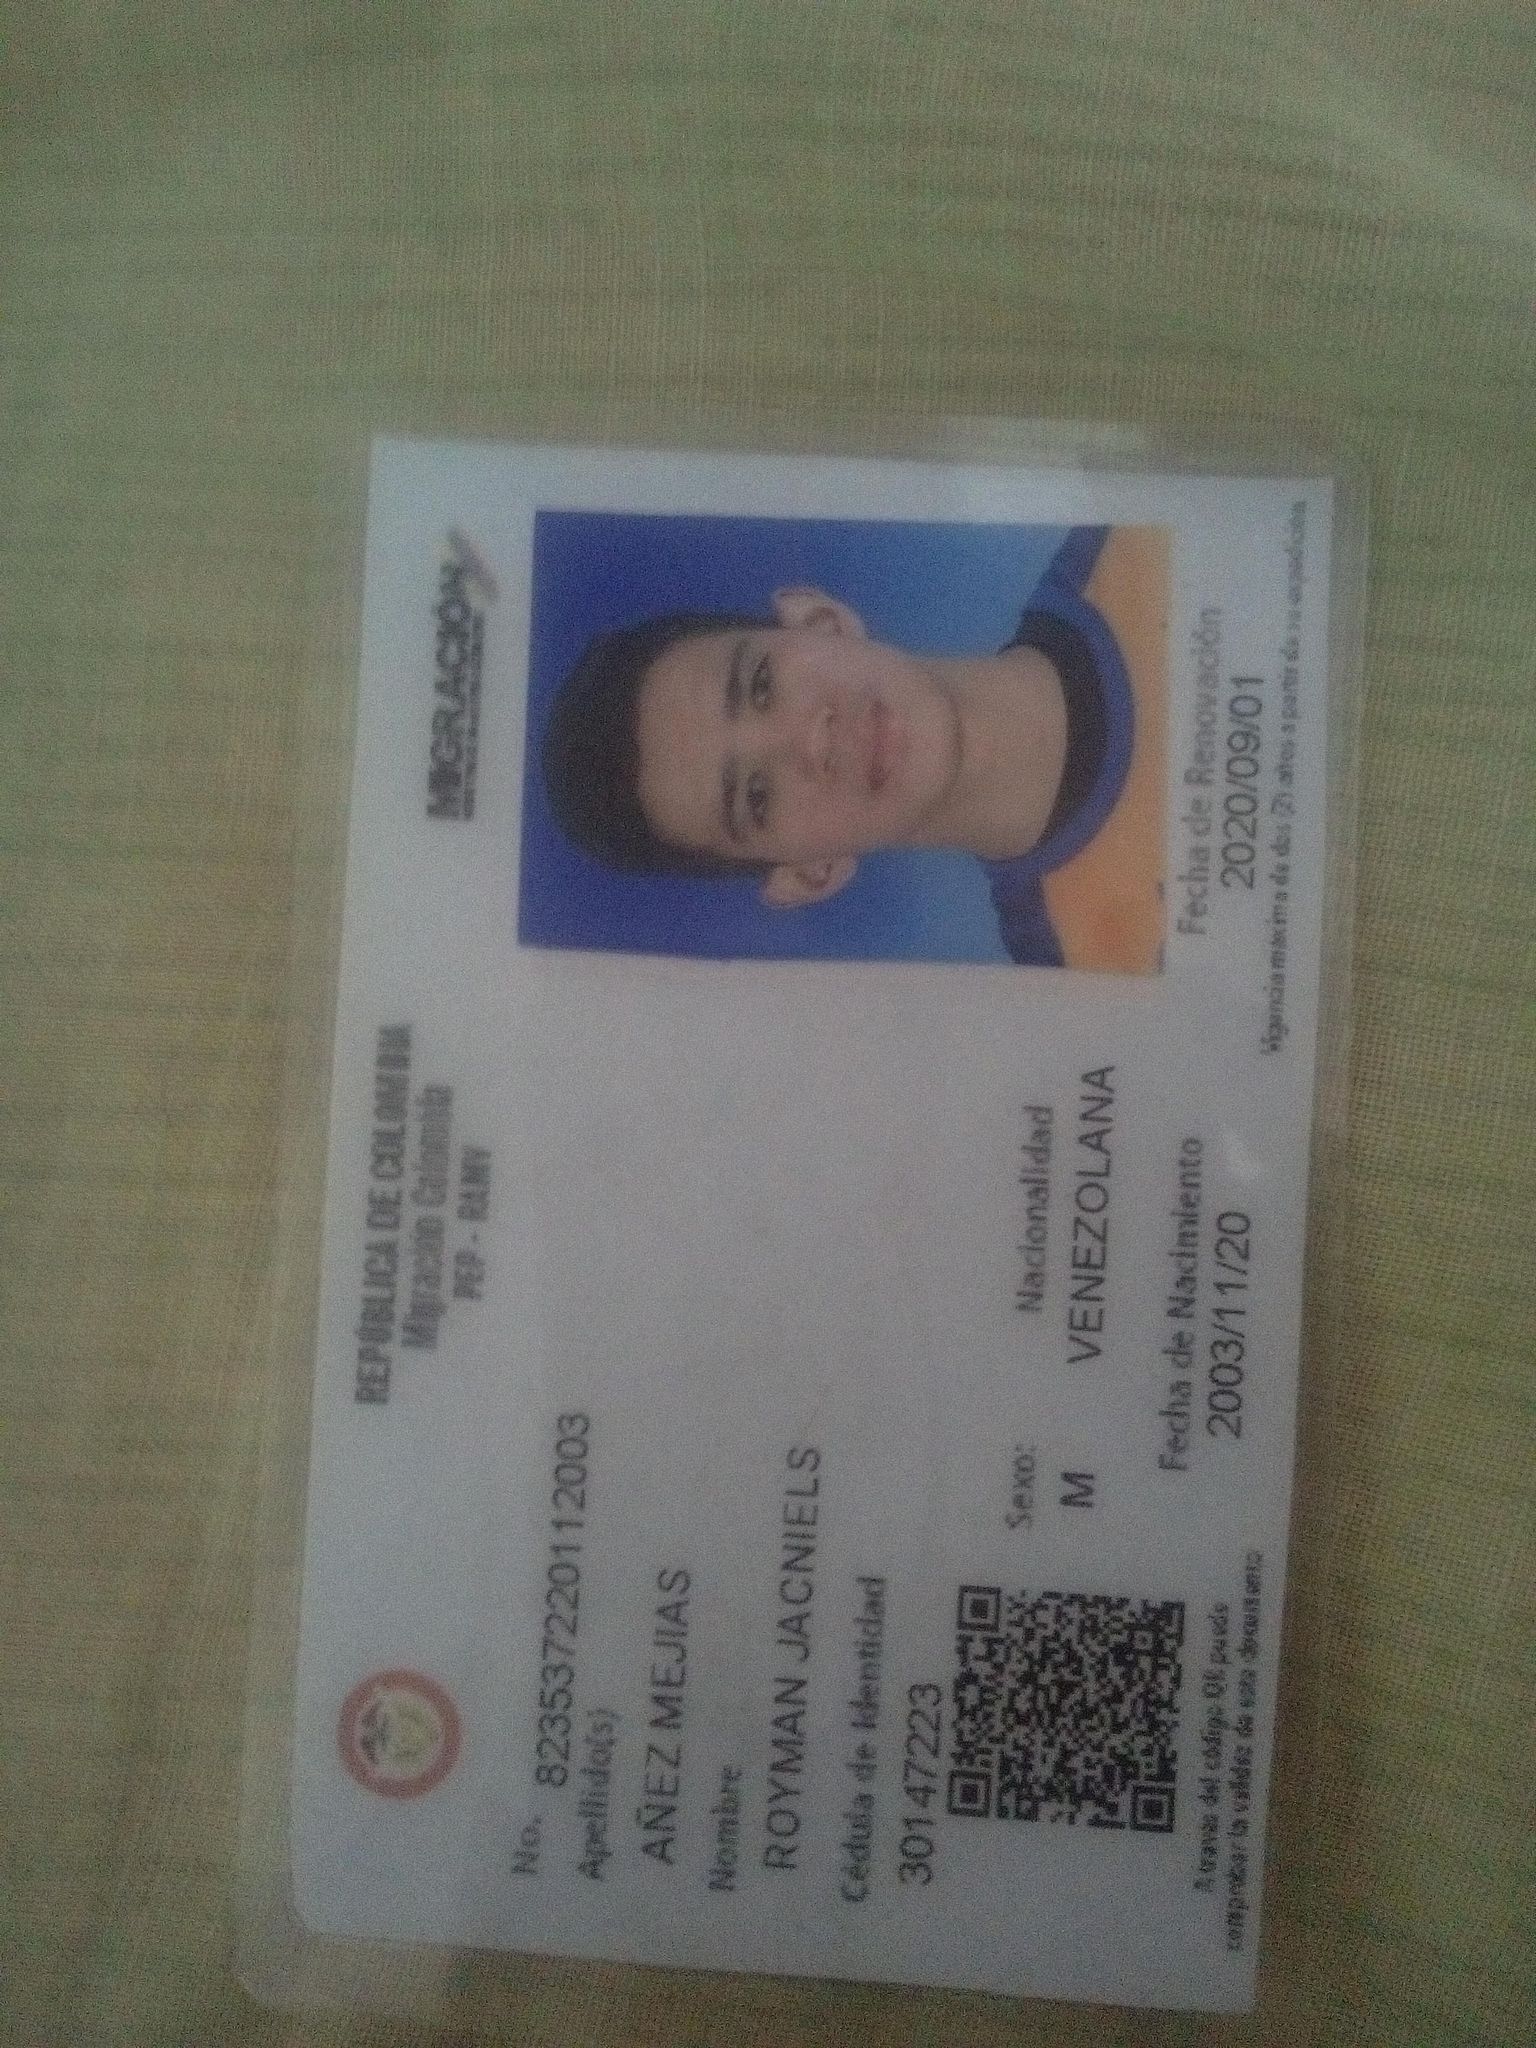 REPÚBLICA DE COLOMBIA
Migración Colombia
PEP - RAMV
MIGRACIÓN
No. 823537220112003
Apellido(s)
AÑEZ MEJIAS
Nombre
ROYMAN JACNIELS
Cédula de Identidad
30147223
Sexo:
M
Nacionalidad
VENEZOLANA
Fecha de Nacimiento
2003/11/20
Fecha de Renovación
2020/09/01
Vigencia máxima de dos (2) años a partir de su expedición
A través del código QR puede
comprobar la validez de este documento